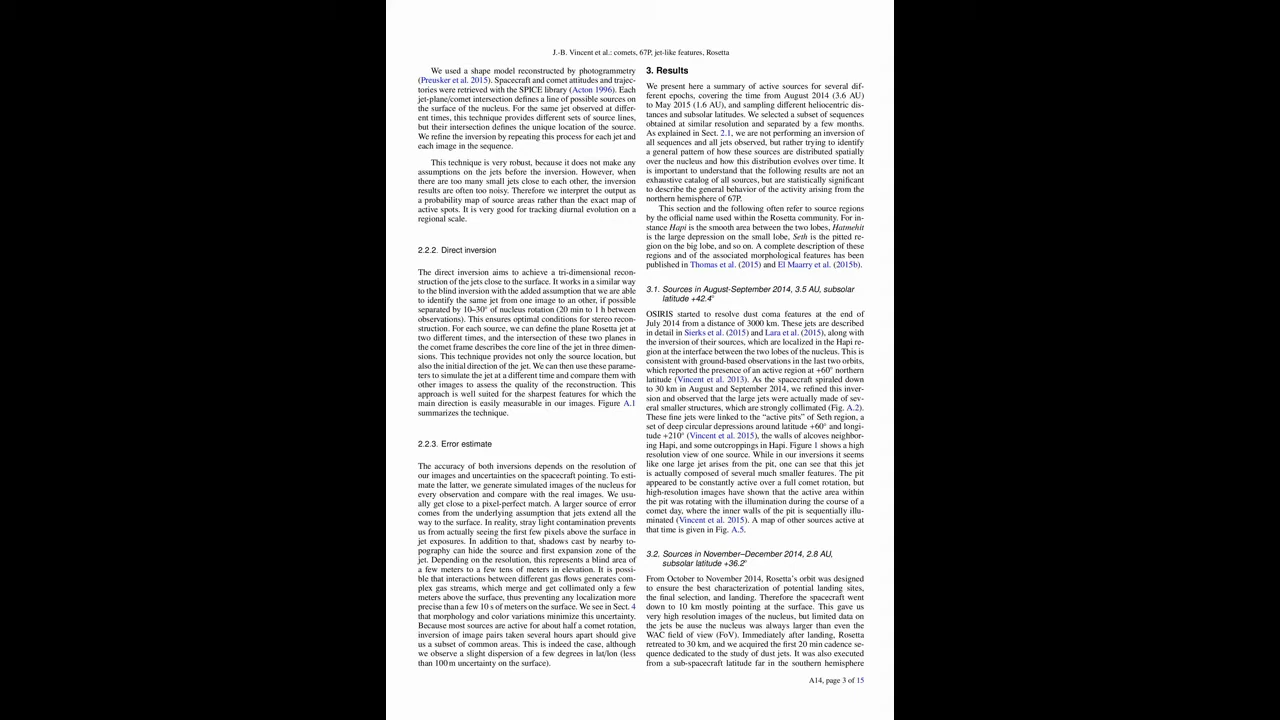 J.-B. Vincent et al.: comets, 67P, jet-like features, Rosetta
We used a shape model reconstructed by photogrammetry
(Preusker et al. 2015). Spacecraft and comet attitudes and trajec-
tories were retrieved with the SPICE library (Acton 1996). Each
jet-plane/comet intersection defines a line of possible sources on
the surface of the nucleus. For the same jet observed at differ-
ent times, this technique provides different sets of source lines,
but their intersection defines the unique location of the source.
We refine the inversion by repeating this process for each jet and
each image in the sequence.
This technique is very robust, because it does not make any
assumptions on the jets before the inversion. However, when
there are too many small jets close to each other, the inversion
results are often too noisy. Therefore we interpret the output as
a probability map of source areas rather than the exact map of
active spots. It is very good for tracking diurnal evolution on a
regional scale.
2.2.2. Direct inversion
The direct inversion aims to achieve a tri-dimensional recon-
struction of the jets close to the surface. It works in a similar way
to the blind inversion with the added assumption that we are able
to identify the same jet from one image to an other, if possible
separated by 10–30° of nucleus rotation (20 min to 1 h between
observations). This ensures optimal conditions for stereo recon-
struction. For each source, we can define the plane Rosetta jet at
two different times, and the intersection of these two planes in
the comet frame describes the core line of the jet in three dimen-
sions. This technique provides not only the source location, but
also the initial direction of the jet. We can then use these parame-
ters to simulate the jet at a different time and compare them with
other images to assess the quality of the reconstruction. This
approach is well suited for the sharpest features for which the
main direction is easily measurable in our images. Figure A.1
summarizes the technique.
2.2.3. Error estimate
The accuracy of both inversions depends on the resolution of
our images and uncertainties on the spacecraft pointing. To esti-
mate the latter, we generate simulated images of the nucleus for
every observation and compare with the real images. We usu-
ally get close to a pixel-perfect match. A larger source of error
comes from the underlying assumption that jets extend all the
way to the surface. In reality, stray light contamination prevents
us from actually seeing the first few pixels above the surface in
jet exposures. In addition to that, shadows cast by nearby to-
pography can hide the source and first expansion zone of the
jet. Depending on the resolution, this represents a blind area of
a few meters to a few tens of meters in elevation. It is possi-
ble that interactions between different gas flows generates com-
plex gas streams, which merge and get collimated only a few
meters above the surface, thus preventing any localization more
precise than a few 10 s of meters on the surface. We see in Sect. 4
that morphology and color variations minimize this uncertainty.
Because most sources are active for about half a comet rotation,
inversion of image pairs taken several hours apart should give
us a subset of common areas. This is indeed the case, although
we observe a slight dispersion of a few degrees in lat/lon (less
than 100 m uncertainty on the surface).
3. Results
We present here a summary of active sources for several dif-
ferent epochs, covering the time from August 2014 (3.6 AU)
to May 2015 (1.6 AU), and sampling different heliocentric dis-
tances and subsolar latitudes. We selected a subset of sequences
obtained at similar resolution and separated by a few months.
As explained in Sect. 2.1, we are not performing an inversion of
all sequences and all jets observed, but rather trying to identify
a general pattern of how these sources are distributed spatially
over the nucleus and how this distribution evolves over time. It
is important to understand that the following results are not an
exhaustive catalog of all sources, but are statistically significant
to describe the general behavior of the activity arising from the
northern hemisphere of 67P.
This section and the following often refer to source regions
by the official name used within the Rosetta community. For in-
stance Hapi is the smooth area between the two lobes, Hatmehit
is the large depression on the small lobe, Seth is the pitted re-
gion on the big lobe, and so on. A complete description of these
regions and of the associated morphological features has been
published in Thomas et al. (2015) and El Maarry et al. (2015b).
3.1. Sources in August-September 2014, 3.5 AU, subsolar
latitude +42.4°
OSIRIS started to resolve dust coma features at the end of
July 2014 from a distance of 3000 km. These jets are described
in detail in Sierks et al. (2015) and Lara et al. (2015), along with
the inversion of their sources, which are localized in the Hapi re-
gion at the interface between the two lobes of the nucleus. This is
consistent with ground-based observations in the last two orbits,
which reported the presence of an active region at +60° northern
latitude (Vincent et al. 2013). As the spacecraft spiraled down
to 30 km in August and September 2014, we refined this inver-
sion and observed that the large jets were actually made of sev-
eral smaller structures, which are strongly collimated (Fig. A.2).
These fine jets were linked to the “active pits” of Seth region, a
set of deep circular depressions around latitude +60° and longi-
tude +210° (Vincent et al. 2015), the walls of alcoves neighbor-
ing Hapi, and some outcroppings in Hapi. Figure 1 shows a high
resolution view of one source. While in our inversions it seems
like one large jet arises from the pit, one can see that this jet
is actually composed of several much smaller features. The pit
appeared to be constantly active over a full comet rotation, but
high-resolution images have shown that the active area within
the pit was rotating with the illumination during the course of a
comet day, where the inner walls of the pit is sequentially illu-
minated (Vincent et al. 2015). A map of other sources active at
that time is given in Fig. A.5.
3.2. Sources in November–December 2014, 2.8 AU,
subsolar latitude +36.2°
From October to November 2014, Rosetta's orbit was designed
to ensure the best characterization of potential landing sites,
the final selection, and landing. Therefore the spacecraft went
down to 10 km mostly pointing at the surface. This gave us
very high resolution images of the nucleus, but limited data on
the jets be ause the nucleus was always larger than even the
WAC field of view (FoV). Immediately after landing, Rosetta
retreated to 30 km, and we acquired the first 20 min cadence se-
quence dedicated to the study of dust jets. It was also executed
from a sub-spacecraft latitude far in the southern hemisphere
A14, page 3 of 15